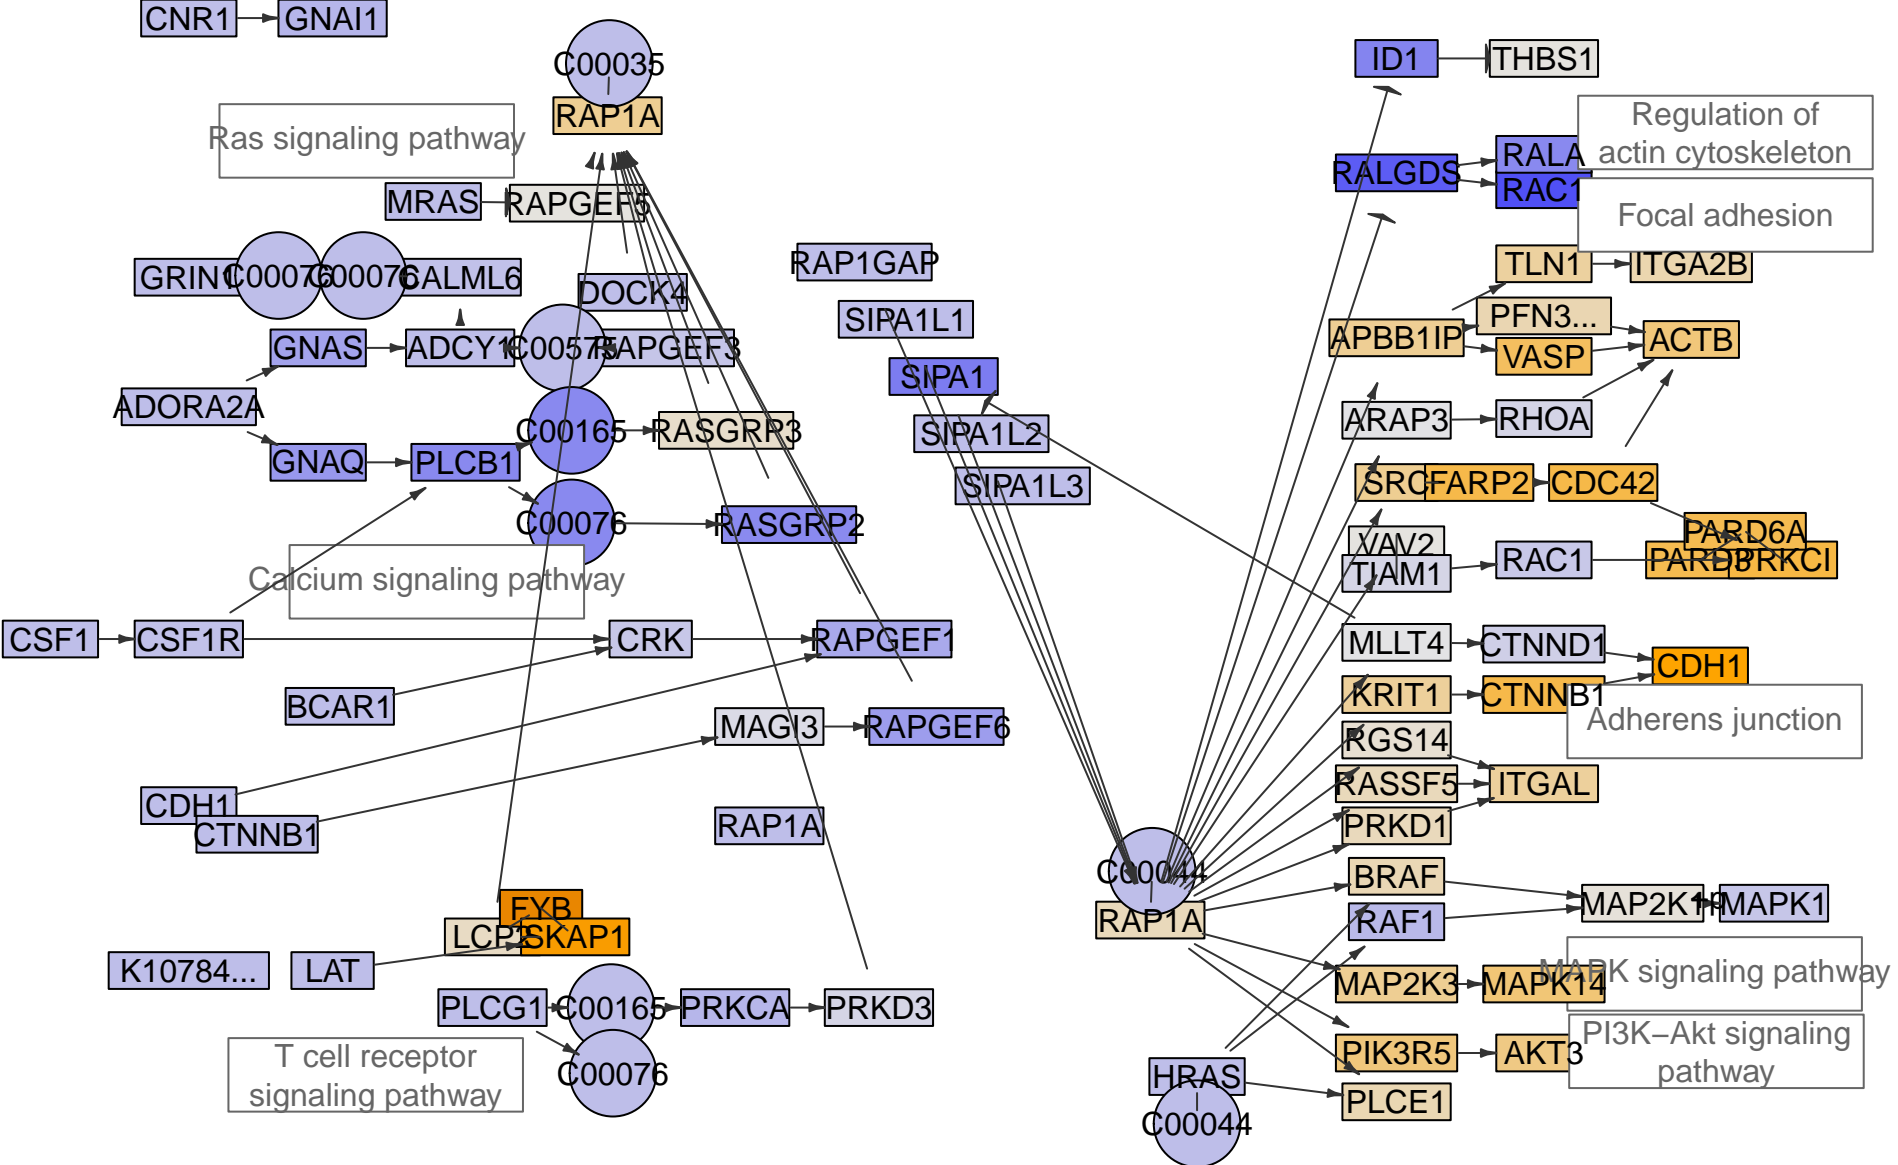 CNR1
GNAI1
C00035
RAP1A
Ras signaling pathway
MRAS
RAPGEF5
GRIN1
C00076
C00076
CALML6
DOCK4
GNAS
ADCY1
C00575
RAPGEF3
ADORA2A
GNAQ
PLCB1
C00165
RASGRP3
C00076
RASGRP2
Calcium signaling pathway
CSF1
CSF1R
CRK
RAPGEF1
BCAR1
MAGI3
RAPGEF6
CDH1
CTNNB1
RAP1A
FYB
LCP2
SKAP1
K10784...
LAT
PLCG1
C00165
PRKCA
PRKD3
C00076
T cell receptor
signaling pathway
RAP1GAP
SIPA1L1
SIPA1
SIPA1L2
SIPA1L3
C00044
RAP1A
HRAS
C00044
ID1
THBS1
Regulation of
actin cytoskeleton
RALGDS
RALA
RAC1
Focal adhesion
TLN1
ITGA2B
APBB1IP
PFN3...
VASP
ACTB
ARAP3
RHOA
SRC
FARP2
CDC42
VAV2
TIAM1
RAC1
PARD6A
PARD3
PRKCI
MLLT4
CTNND1
CDH1
KRIT1
CTNNB1
Adherens junction
RGS14
RASSF5
ITGAL
PRKD1
BRAF
RAF1
MAP2K1
+p
MAPK1
MAP2K3
MAPK14
MAPK signaling pathway
PIK3R5
AKT3
PI3K−Akt signaling
pathway
PLCE1